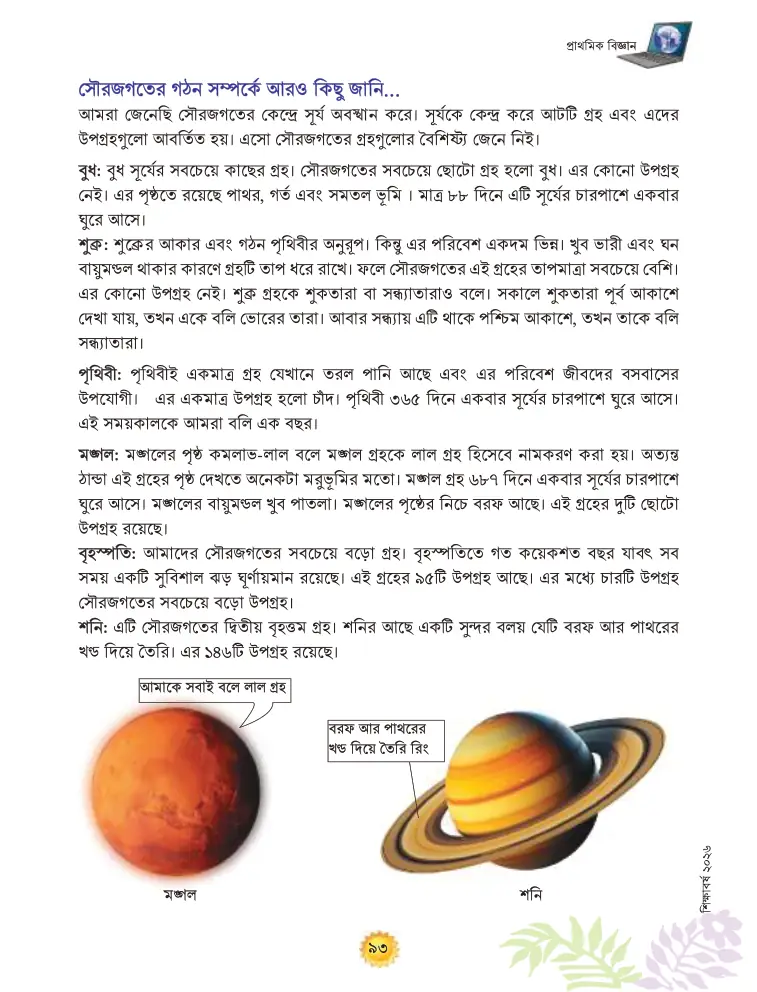 প্রাথমিক বিজ্ঞান
সৌরজগতের গঠন সম্পর্কে আরও কিছু জানি...
আমরা জেনেছি সৌরজগতের কেন্দ্রে সূর্য অবস্থান করে। সূর্যকে কেন্দ্র করে আটটি গ্রহ এবং এদের
উপগ্রহগুলো আবর্তিত হয়। এসো সৌরজগতের গ্রহগুলোর বৈশিষ্ট্য জেনে নিই।
বুধ: বুধ সূর্যের সবচেয়ে কাছের গ্রহ। সৌরজগতের সবচেয়ে ছোটো গ্রহ হলো বুধ। এর কোনো উপগ্রহ
নেই। এর পৃষ্ঠতে রয়েছে পাথর, গর্ত এবং সমতল ভূমি । মাত্র ৮৮ দিনে এটি সূর্যের চারপাশে একবার
ঘুরে আসে।
শুক্র: শুক্রের আকার এবং গঠন পৃথিবীর অনুরূপ। কিন্তু এর পরিবেশ একদম ভিন্ন। খুব ভারী এবং ঘন
বায়ুমন্ডল থাকার কারণে গ্রহটি তাপ ধরে রাখে। ফলে সৌরজগতের এই গ্রহের তাপমাত্রা সবচেয়ে বেশি।
এর কোনো উপগ্রহ নেই। শুক্র গ্রহকে শুকতারা বা সন্ধ্যাতারাও বলে। সকালে শুকতারা পূর্ব আকাশে
দেখা যায়, তখন একে বলি ভোরের তারা। আবার সন্ধ্যায় এটি থাকে পশ্চিম আকাশে, তখন তাকে বলি
সন্ধ্যাতারা।
পৃথিবী: পৃথিবীই একমাত্র গ্রহ যেখানে তরল পানি আছে এবং এর পরিবেশ জীবদের বসবাসের
উপযোগী। এর একমাত্র উপগ্রহ হলো চাঁদ। পৃথিবী ৩৬৫ দিনে একবার সূর্যের চারপাশে ঘুরে আসে।
এই সময়কালকে আমরা বলি এক বছর।
মঙ্গল: মঙ্গলের পৃষ্ঠ কমলাভ-লাল বলে মঙ্গল গ্রহকে লাল গ্রহ হিসেবে নামকরণ করা হয়। অত্যন্ত
ঠান্ডা এই গ্রহের পৃষ্ঠ দেখতে অনেকটা মরুভূমির মতো। মঙ্গল গ্রহ ৬৮৭ দিনে একবার সূর্যের চারপাশে
ঘুরে আসে। মঙ্গলের বায়ুমন্ডল খুব পাতলা। মঙ্গলের পৃষ্ঠের নিচে বরফ আছে। এই গ্রহের দুটি ছোটো
উপগ্রহ রয়েছে।
বৃহস্পতি: আমাদের সৌরজগতের সবচেয়ে বড়ো গ্রহ। বৃহস্পতিতে গত কয়েকশত বছর যাবৎ সব
সময় একটি সুবিশাল ঝড় ঘূর্ণায়মান রয়েছে। এই গ্রহের ৯৫টি উপগ্রহ আছে। এর মধ্যে চারটি উপগ্রহ
সৌরজগতের সবচেয়ে বড়ো উপগ্রহ।
শনি: এটি সৌরজগতের দ্বিতীয় বৃহত্তম গ্রহ। শনির আছে একটি সুন্দর বলয় যেটি বরফ আর পাথরের
খন্ড দিয়ে তৈরি। এর ১৪৬টি উপগ্রহ রয়েছে।
আমাকে সবাই বলে লাল গ্রহ
বরফ আর পাথরের
খন্ড দিয়ে তৈরি রিং
মঙ্গল
শনি
শিক্ষাবর্ষ ২০২৬
৯৩